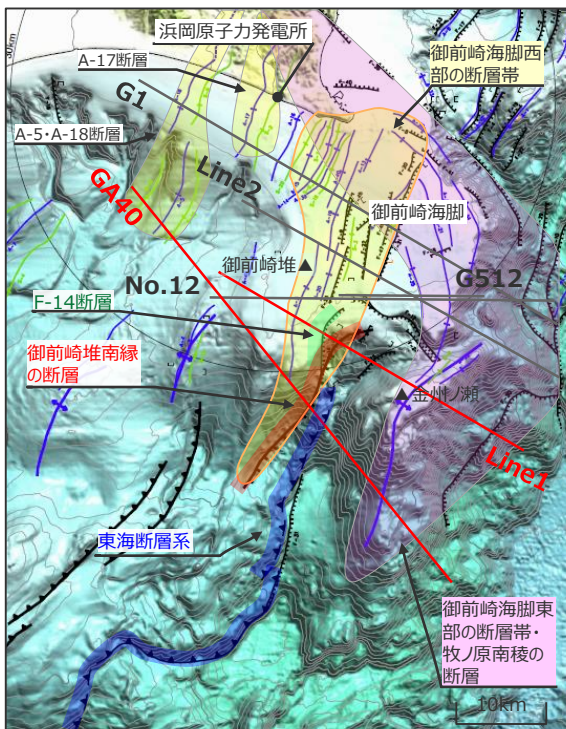 浜岡原子力発電所
A-17断層
御前崎海脚西
部の断層帯
G1
A-5・A-18断層
Line2
GA40
御前崎海脚
御前崎堆▲
No.12
G512
F-14断層
御前崎堆南縁
の断層
▲金州ノ瀬
Line1
東海断層系
御前崎海脚東
部の断層帯・
牧ノ原南稜の
断層
10km